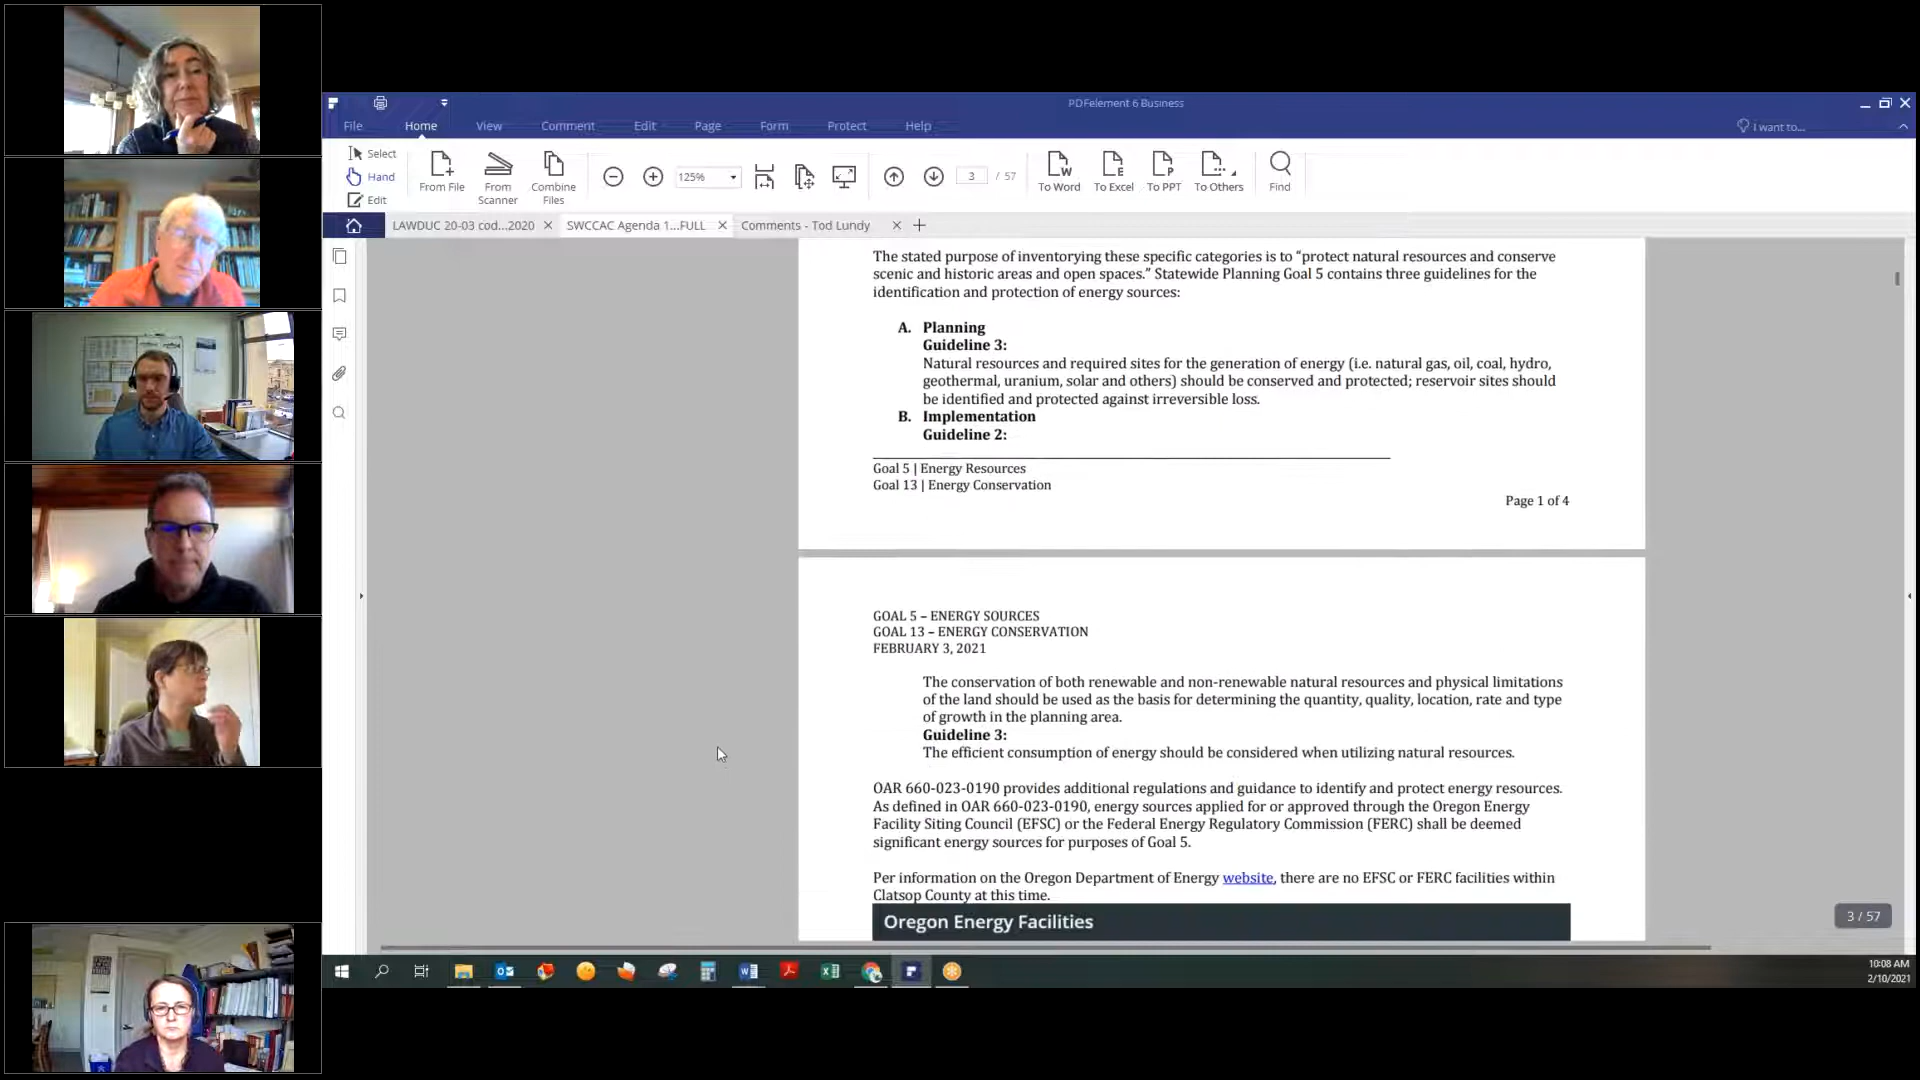 PDFelement 6 Business
File Home View Comment Edit Page Form Protect Help
I want to...
Select
Hand
Edit
From File
From Scanner
Combine Files
125%
3 / 57
To Word
To Excel
To PPT
To Others
Find
LAWDUC 20-03 cod...2020
SWCCAC Agenda 1...FULL
Comments - Tod Lundy
The stated purpose of inventorying these specific categories is to “protect natural resources and conserve
scenic and historic areas and open spaces.” Statewide Planning Goal 5 contains three guidelines for the
identification and protection of energy sources:
A. Planning
Guideline 3:
Natural resources and required sites for the generation of energy (i.e. natural gas, oil, coal, hydro,
geothermal, uranium, solar and others) should be conserved and protected; reservoir sites should
be identified and protected against irreversible loss.
B. Implementation
Guideline 2:
Goal 5 | Energy Resources
Goal 13 | Energy Conservation
Page 1 of 4
GOAL 5 – ENERGY SOURCES
GOAL 13 – ENERGY CONSERVATION
FEBRUARY 3, 2021
The conservation of both renewable and non-renewable natural resources and physical limitations
of the land should be used as the basis for determining the quantity, quality, location, rate and type
of growth in the planning area.
Guideline 3:
The efficient consumption of energy should be considered when utilizing natural resources.
OAR 660-023-0190 provides additional regulations and guidance to identify and protect energy resources.
As defined in OAR 660-023-0190, energy sources applied for or approved through the Oregon Energy
Facility Siting Council (EFSC) or the Federal Energy Regulatory Commission (FERC) shall be deemed
significant energy sources for purposes of Goal 5.
Per information on the Oregon Department of Energy website, there are no EFSC or FERC facilities within
Clatsop County at this time.
Oregon Energy Facilities
3 / 57
10:08 AM
2/10/2021